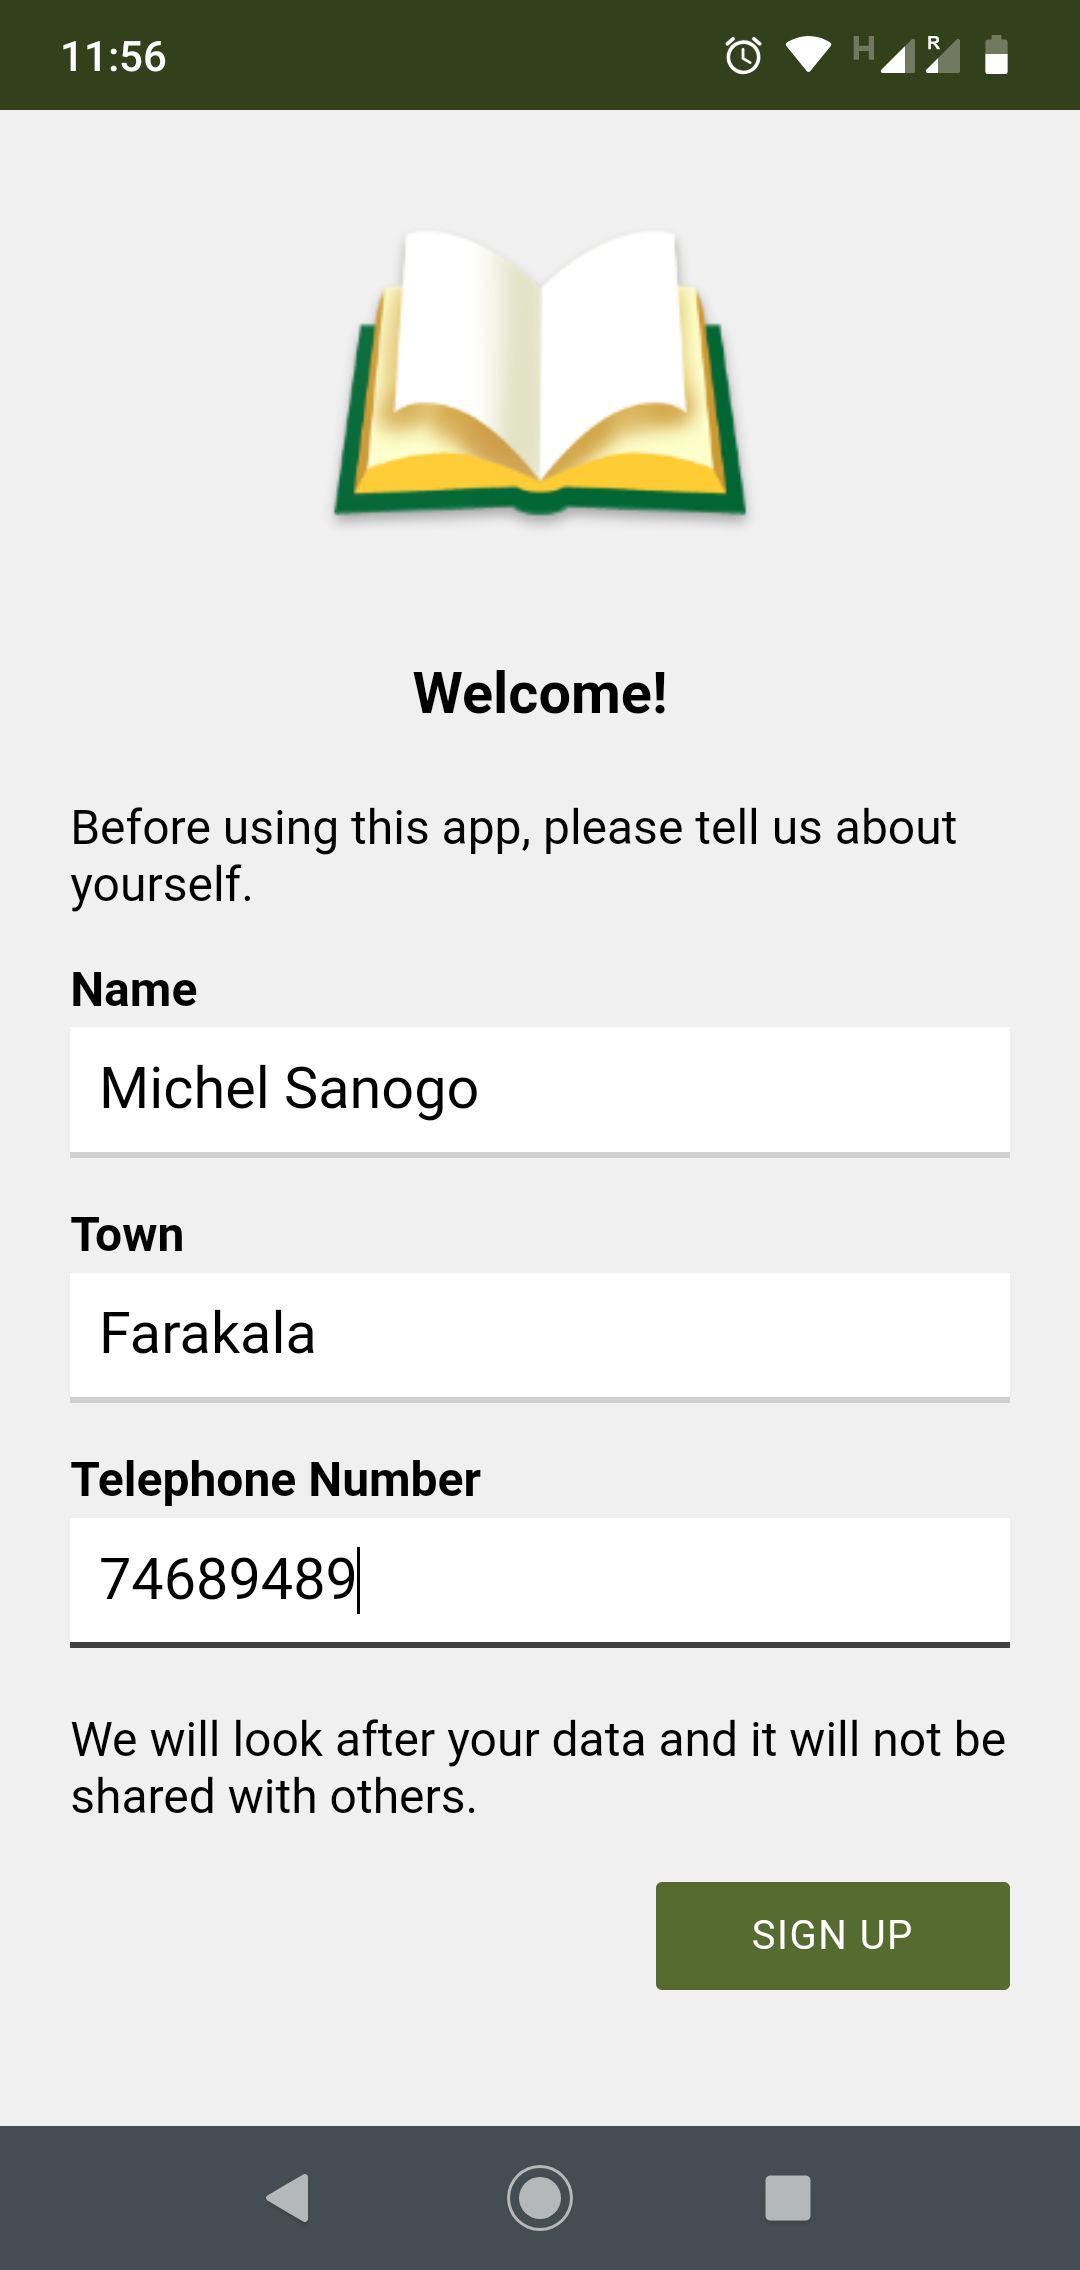 11:56
H R
Welcome!
Before using this app, please tell us about
yourself.
Name
Michel Sanogo
Town
Farakala
Telephone Number
74689489
We will look after your data and it will not be
shared with others.
SIGN UP